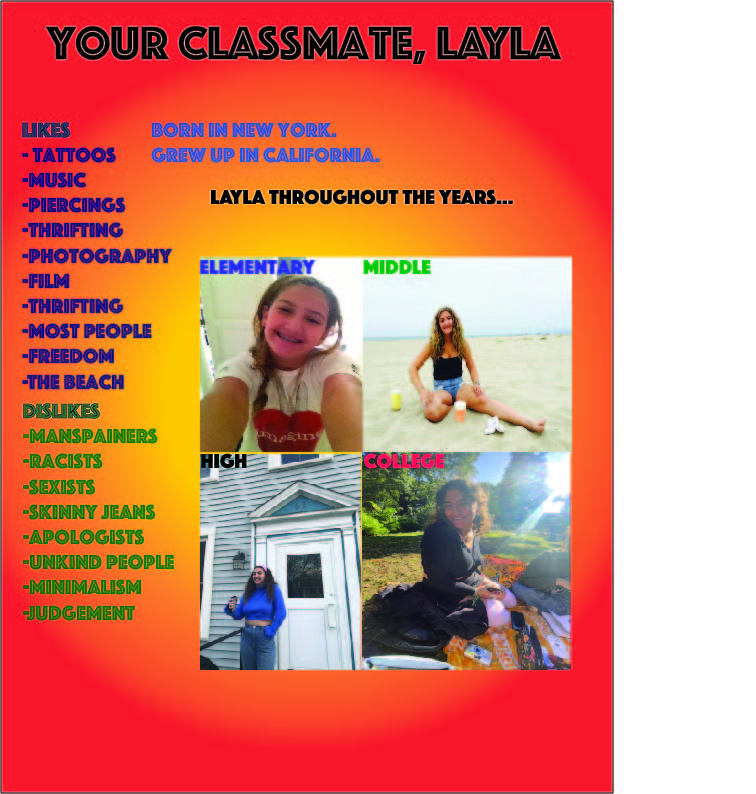 YOUR CLASSMATE, LAYLA
LIKES
- TATTOOS
-MUSIC
-PIERCINGS
-THRIFTING
-PHOTOGRAPHY
-FILM
-THRIFTING
-MOST PEOPLE
-FREEDOM
-THE BEACH
DISLIKES
-MANSPAINERS
-RACISTS
-SEXISTS
-SKINNY JEANS
-APOLOGISTS
-UNKIND PEOPLE
-MINIMALISM
-JUDGEMENT
BORN IN NEW YORK.
GREW UP IN CALIFORNIA.
LAYLA THROUGHOUT THE YEARS...
ELEMENTARY
MIDDLE
imagine
HIGH
COLLEGE